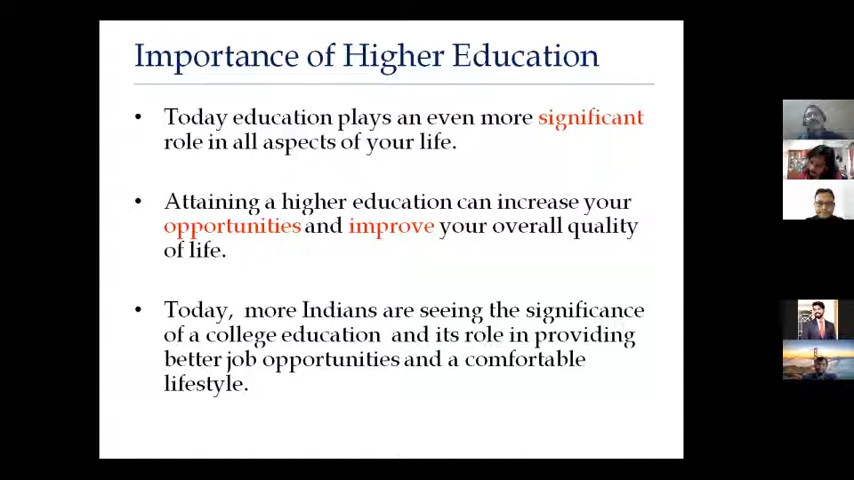 Importance of Higher Education
• Today education plays an even more significant
role in all aspects of your life.
• Attaining a higher education can increase your
opportunities and improve your overall quality
of life.
• Today, more Indians are seeing the significance
of a college education and its role in providing
better job opportunities and a comfortable
lifestyle.